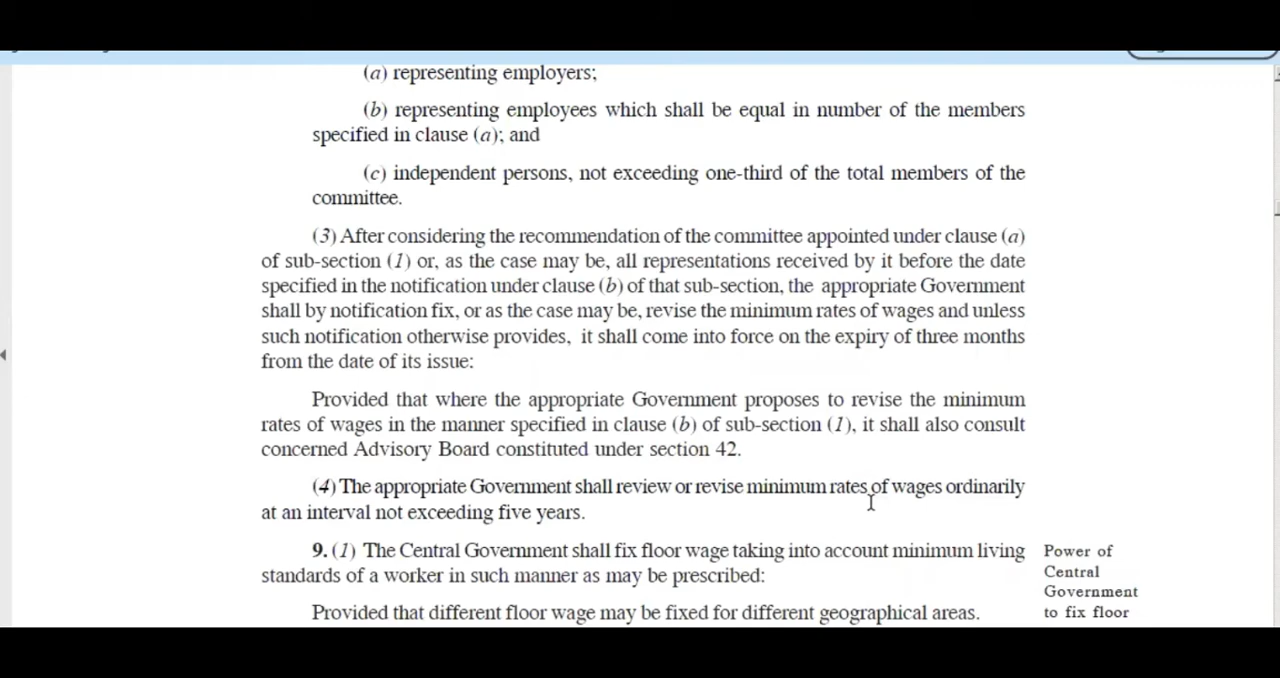 (a) representing employers;
(b) representing employees which shall be equal in number of the members
specified in clause (a); and
(c) independent persons, not exceeding one-third of the total members of the
committee.
(3) After considering the recommendation of the committee appointed under clause (a)
of sub-section (1) or, as the case may be, all representations received by it before the date
specified in the notification under clause (b) of that sub-section, the appropriate Government
shall by notification fix, or as the case may be, revise the minimum rates of wages and unless
such notification otherwise provides, it shall come into force on the expiry of three months
from the date of its issue:
Provided that where the appropriate Government proposes to revise the minimum
rates of wages in the manner specified in clause (b) of sub-section (1), it shall also consult
concerned Advisory Board constituted under section 42.
(4) The appropriate Government shall review or revise minimum rates of wages ordinarily
at an interval not exceeding five years.
9. (1) The Central Government shall fix floor wage taking into account minimum living
standards of a worker in such manner as may be prescribed:
Provided that different floor wage may be fixed for different geographical areas.
Power of
Central
Government
to fix floor